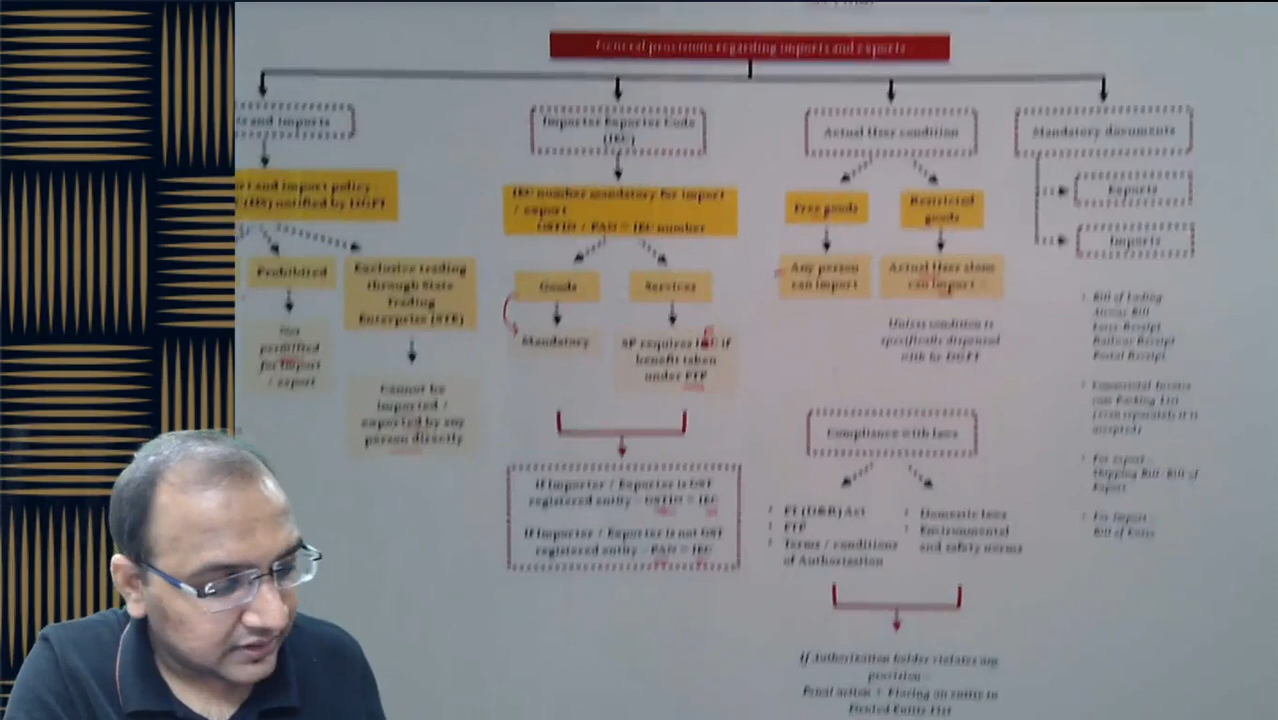 General provisions regarding imports and exports
and Imports
Importer Exporter Code
(IEC)
Actual User condition
Mandatory documents
and import policy
notified by DGFT
IEC number mandatory for import
/ export
GSTIN / PAN = IEC number
Free goods
Restricted
goods
Exports
Imports
Prohibited
Exclusive trading
through State
Trading
Enterprise (STE)
Goods
Services
Any person
can import
Actual User alone
can import
Not
permitted
for import
/ export
Mandatory
SP requires IEC if
benefit taken
under FTP
Unless condition is
specifically dispensed
with by DGFT
Bill of Lading
Airway Bill
Lorry Receipt
Railway Receipt
Postal Receipt
Cannot be
imported /
exported by any
person directly
Commercial Invoice
cum Packing List
accepted)
Compliance with laws
If Importer / Exporter is GST
registered entity – GSTIN = IEC
If Importer / Exporter is not GST
registered entity – PAN = IEC
FT (D&R) Act
FTP
Terms / conditions
of Authorization
Domestic laws
Environmental
and safety norms
For export –
Shipping Bill / Bill of
Export
For Import –
Bill of Entry
If Authorization holder violates any
provision –
Penal action + Placing on entity in
Denied Entity List